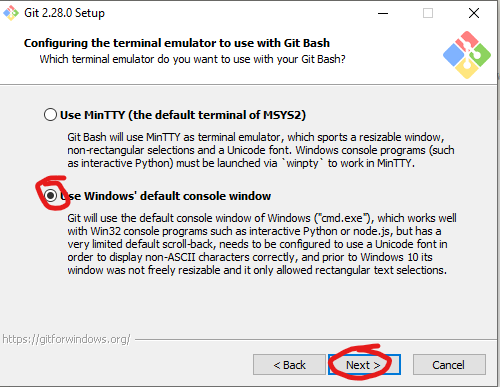 Git 2.28.0 Setup
Configuring the terminal emulator to use with Git Bash
Which terminal emulator do you want to use with your Git Bash?
Use MinTTY (the default terminal of MSYS2)
Git Bash will use MinTTY as terminal emulator, which sports a resizable window,
non-rectangular selections and a Unicode font. Windows console programs (such
as interactive Python) must be launched via `winpty` to work in MinTTY.
Use Windows' default console window
Git will use the default console window of Windows ("cmd.exe"), which works well
with Win32 console programs such as interactive Python or node.js, but has a
very limited default scroll-back, needs to be configured to use a Unicode font in
order to display non-ASCII characters correctly, and prior to Windows 10 its
window was not freely resizable and it only allowed rectangular text selections.
https://gitforwindows.org/
< Back
Next >
Cancel